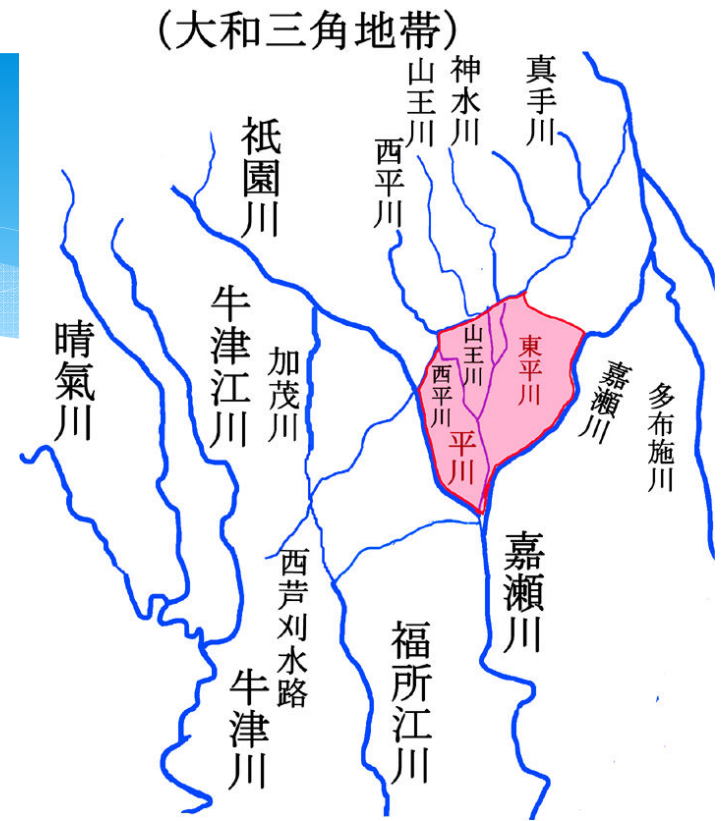 (大和三角地帯)
山王川
神水川
真手川
祇園川
西平川
牛津江川
晴氣川
加茂川
山王川
東平川
西平川
平川
嘉瀬川
多布施川
嘉瀬川
西芦刈水路
福所江川
牛津川